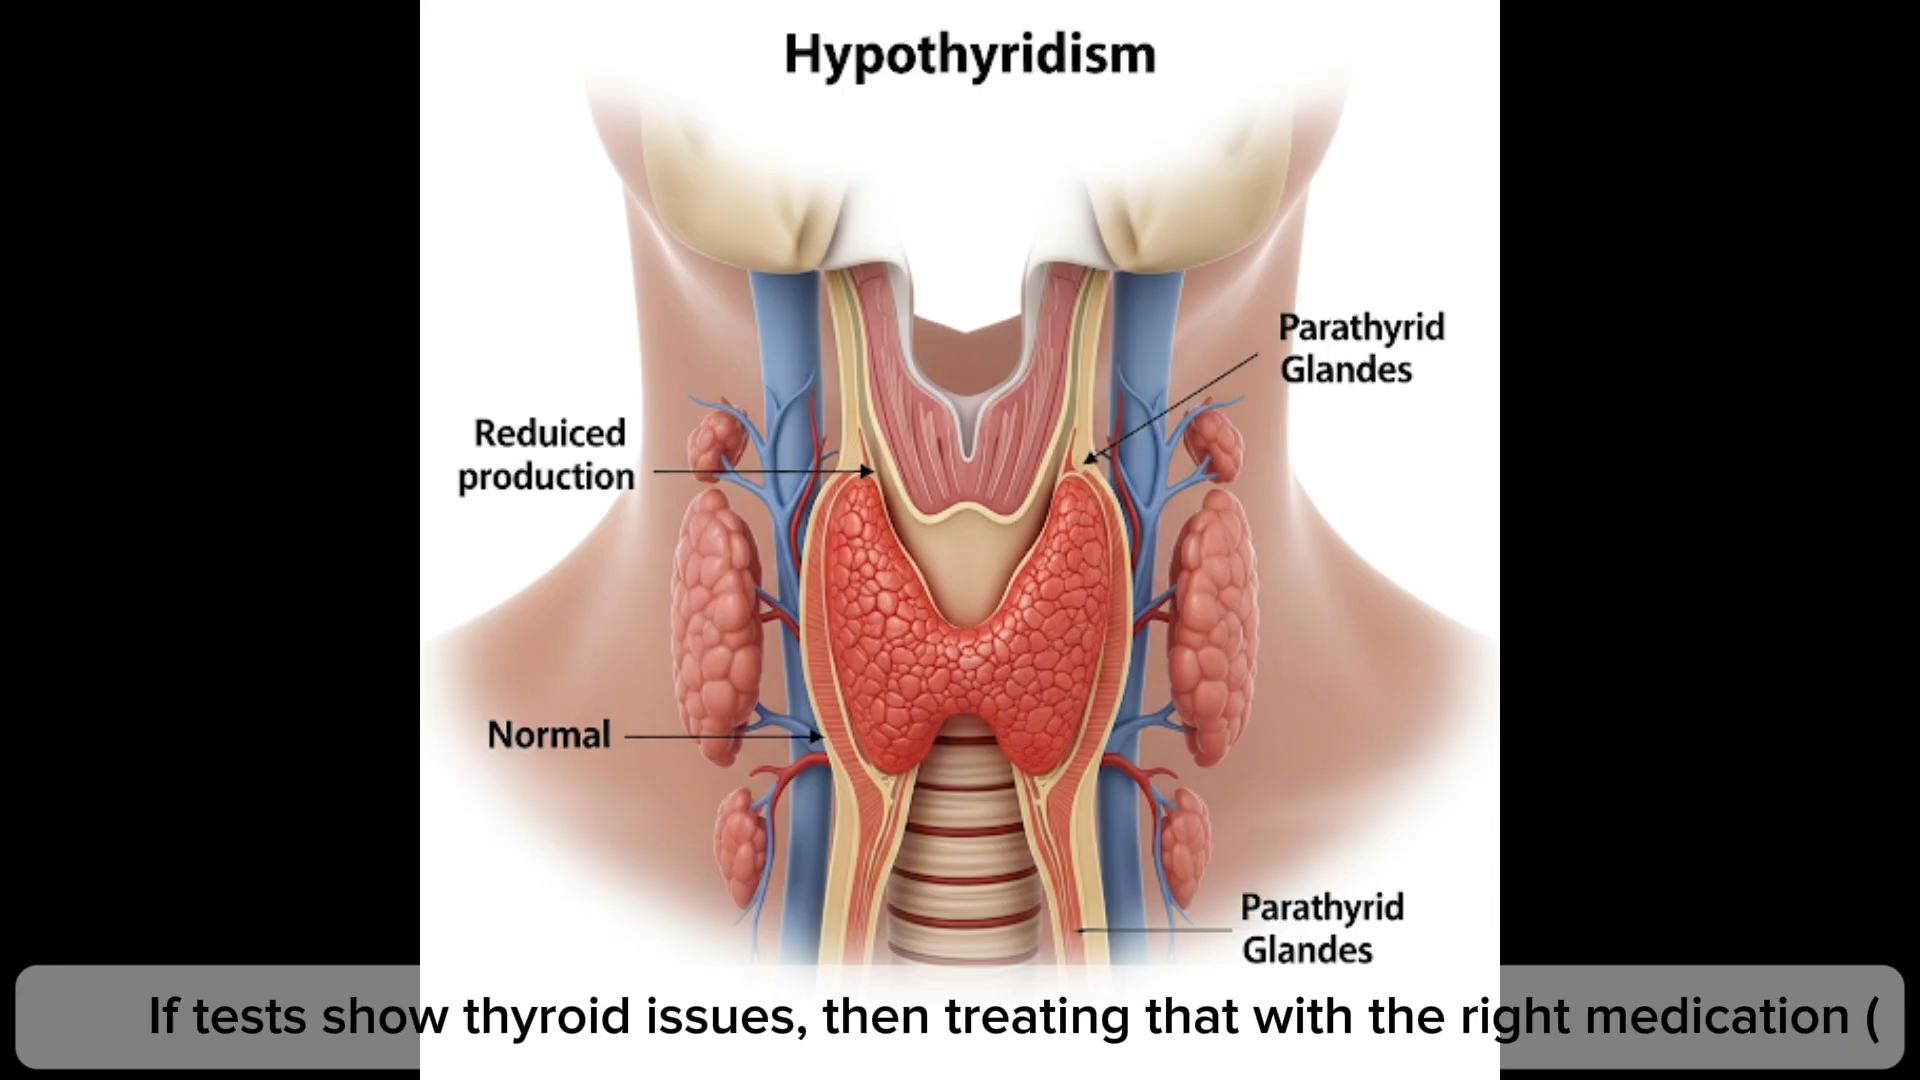 Hypothyridism
Parathyrid
Glandes
Reduiced
production
Normal
Parathyrid
Glandes
If tests show thyroid issues, then treating that with the right medication (